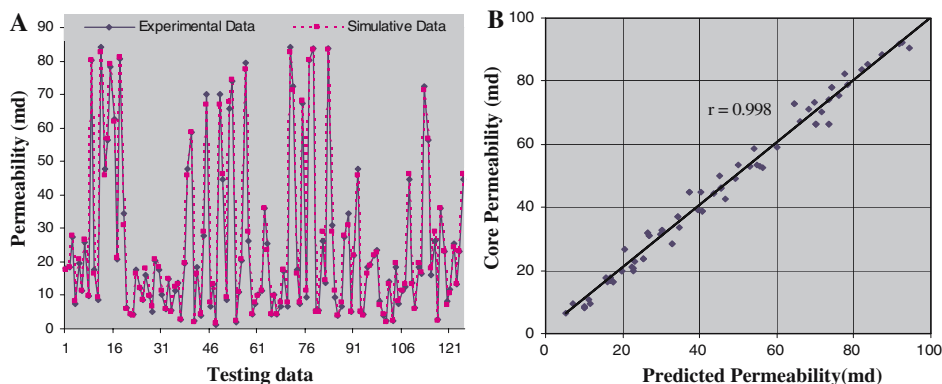 A
Experimental Data
Simulative Data
Permeability (md)
90
80
70
60
50
40
30
20
10
0
1 16 31 46 61 76 91 106 121
Testing data
B
Core Permeability (md)
100
80
60
40
20
0
r = 0.998
0 20 40 60 80 100
Predicted Permeability(md)